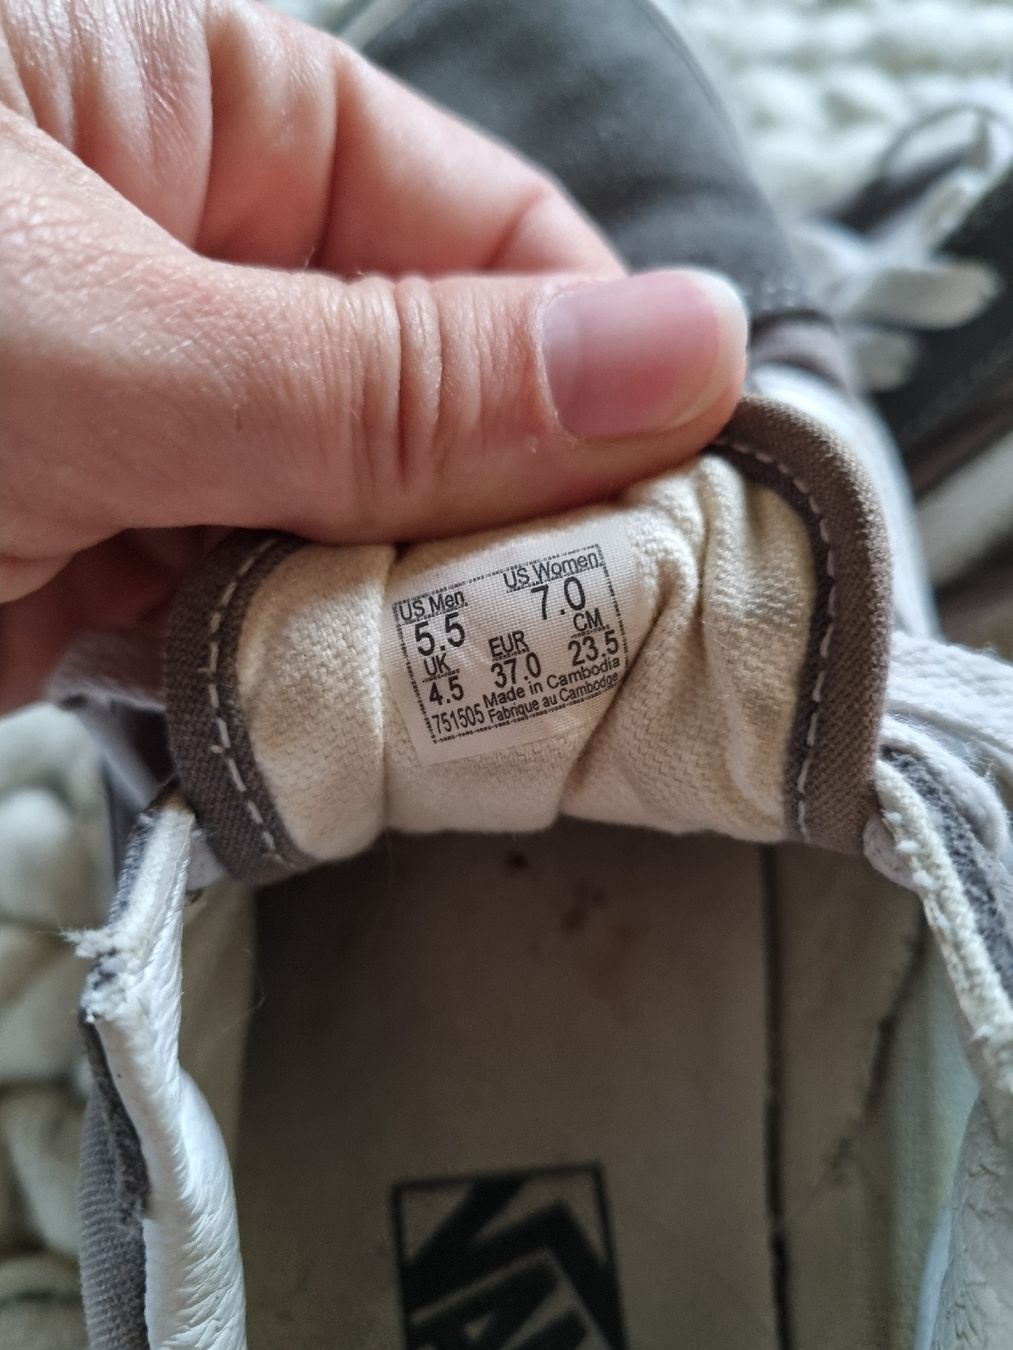 US Men US Women
5.5 7.0
UK EUR CM
4.5 37.0 23.5
751505 Made in Cambodia
Fabrique au Cambodge